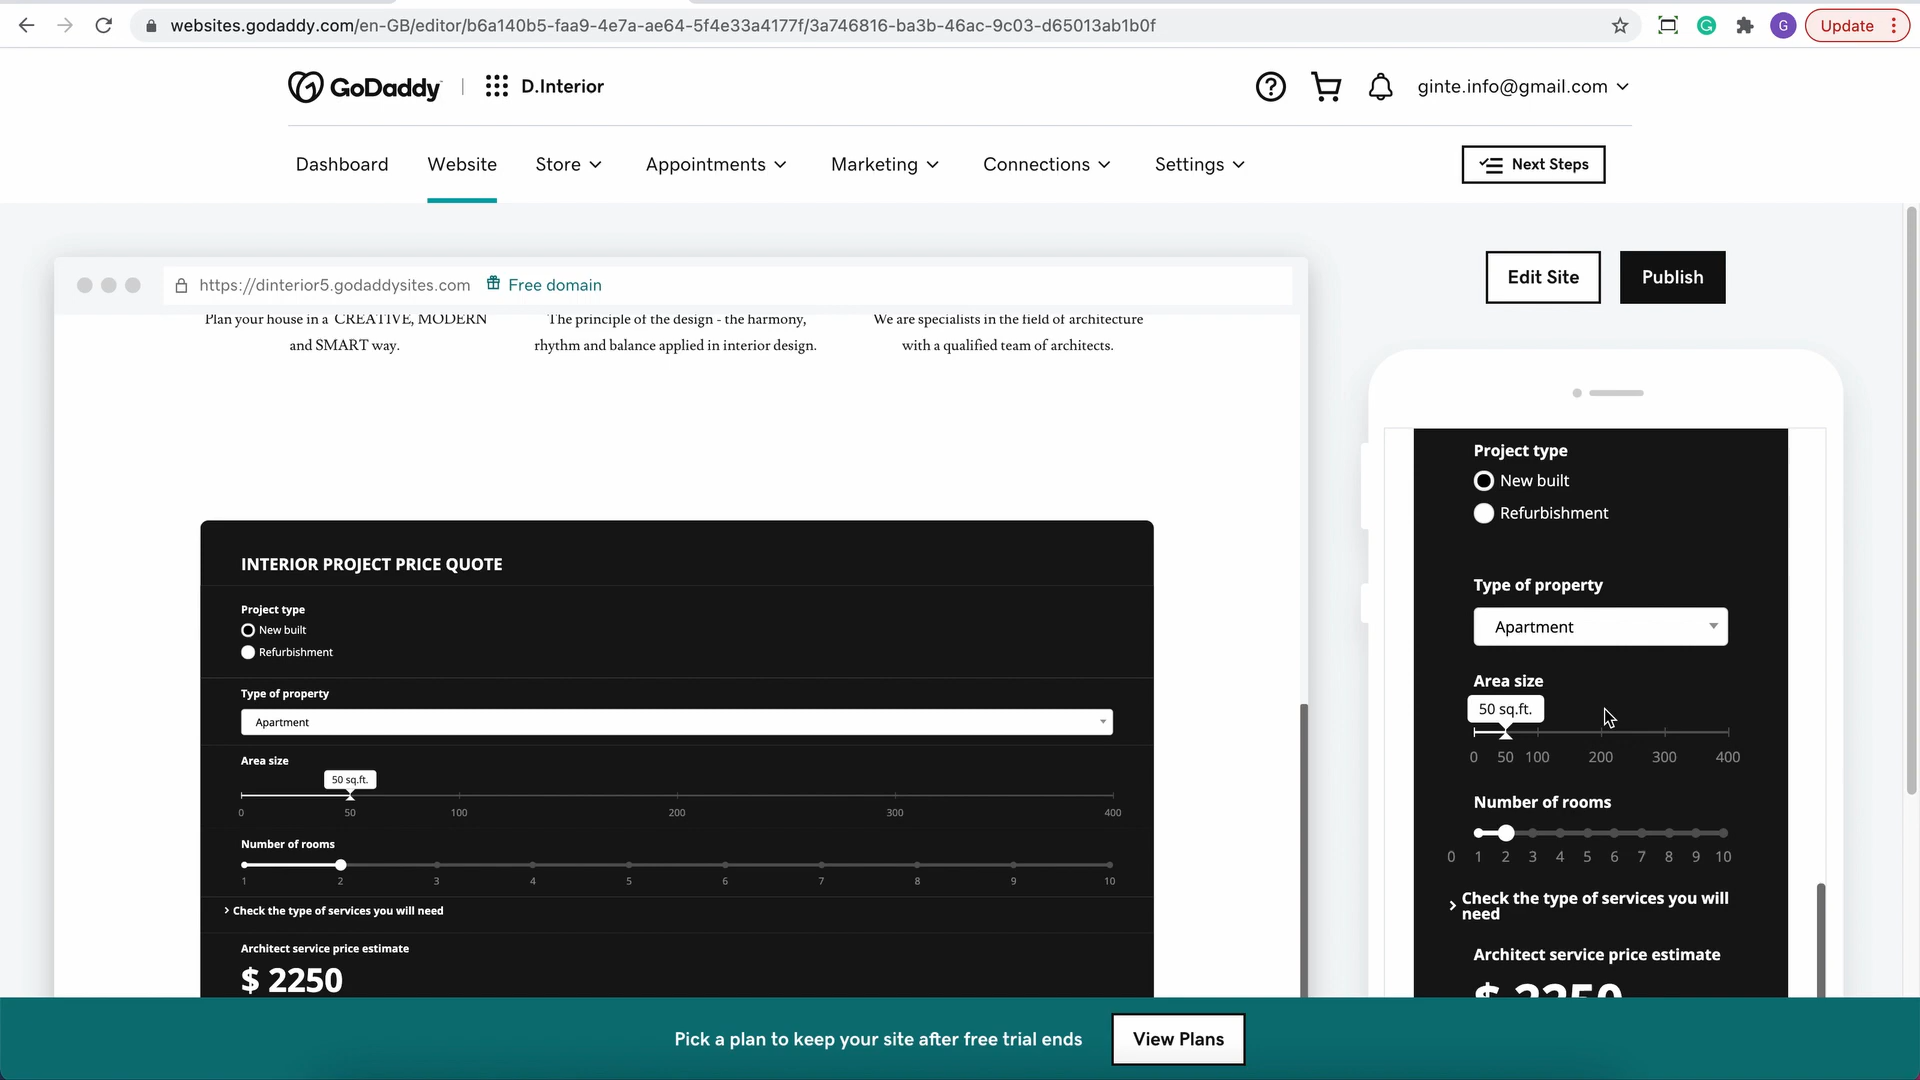 websites.godaddy.com/en-GB/editor/b6a140b5-faa9-4e7a-ae64-5f4e33a4177f/3a746816-ba3b-46ac-9c03-d65013ab1b0f
G
Update
GoDaddy
D.Interior
ginte.info@gmail.com
Dashboard
Website
Store
Appointments
Marketing
Connections
Settings
Next Steps
Edit Site
Publish
https://dinterior5.godaddysites.com
Free domain
Plan your house in a CREATIVE, MODERN
and SMART way.
The principle of the design - the harmony,
rhythm and balance applied in interior design.
We are specialists in the field of architecture
with a qualified team of architects.
INTERIOR PROJECT PRICE QUOTE
Project type
New built
Refurbishment
Type of property
Apartment
Area size
50 sq.ft.
0 50 100 200 300 400
Number of rooms
1 2 3 4 5 6 7 8 9 10
> Check the type of services you will need
Architect service price estimate
$ 2250
Project type
New built
Refurbishment
Type of property
Apartment
Area size
50 sq.ft.
0 50 100 200 300 400
Number of rooms
0 1 2 3 4 5 6 7 8 9 10
> Check the type of services you will
need
Architect service price estimate
$ 2250
Pick a plan to keep your site after free trial ends
View Plans